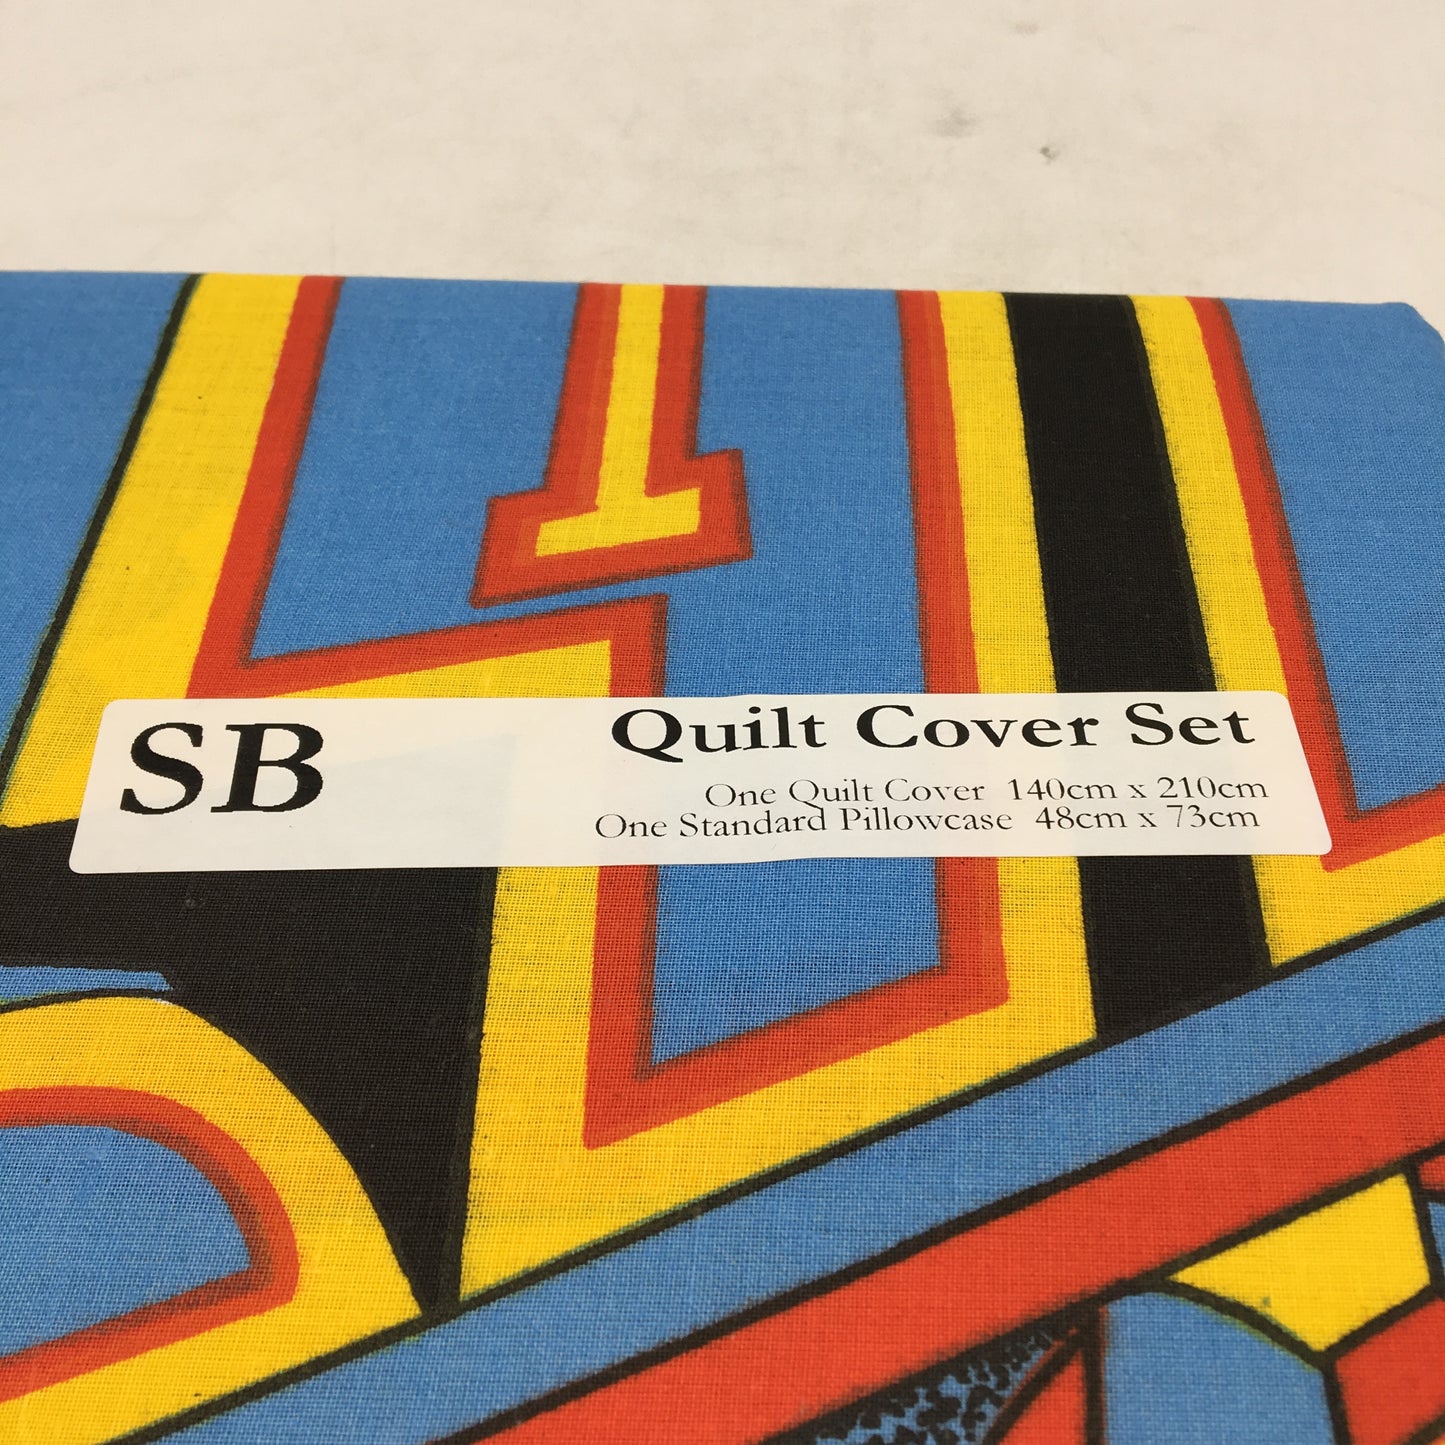 SB
Quilt Cover Set
One Quilt Cover 140cm x 210cm
One Standard Pillowcase 48cm x 73cm